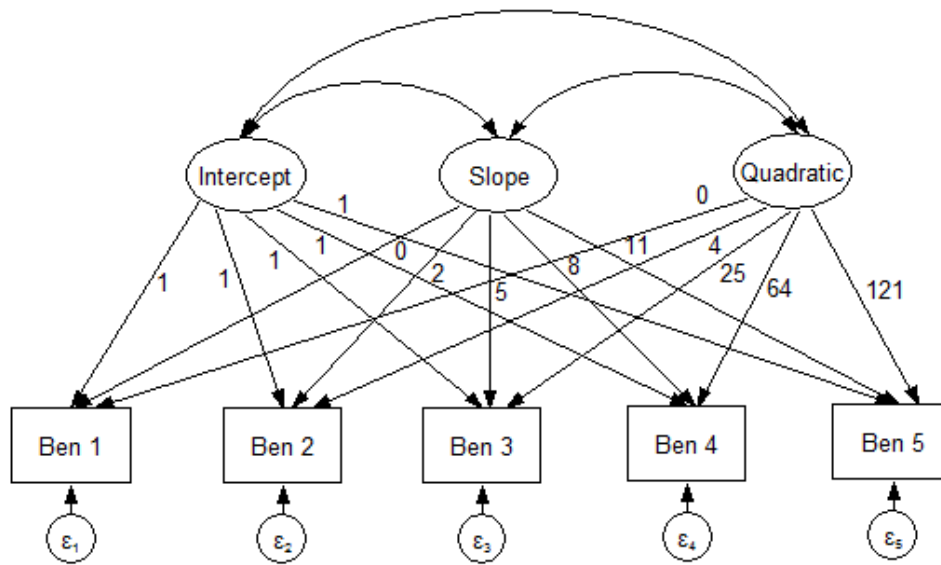 Intercept
Slope
Quadratic
1
0
1
1
1
1
0
2
5
8
11
4
25
64
121
Ben 1
Ben 2
Ben 3
Ben 4
Ben 5
ε₁
ε₂
ε₃
ε₄
ε₅